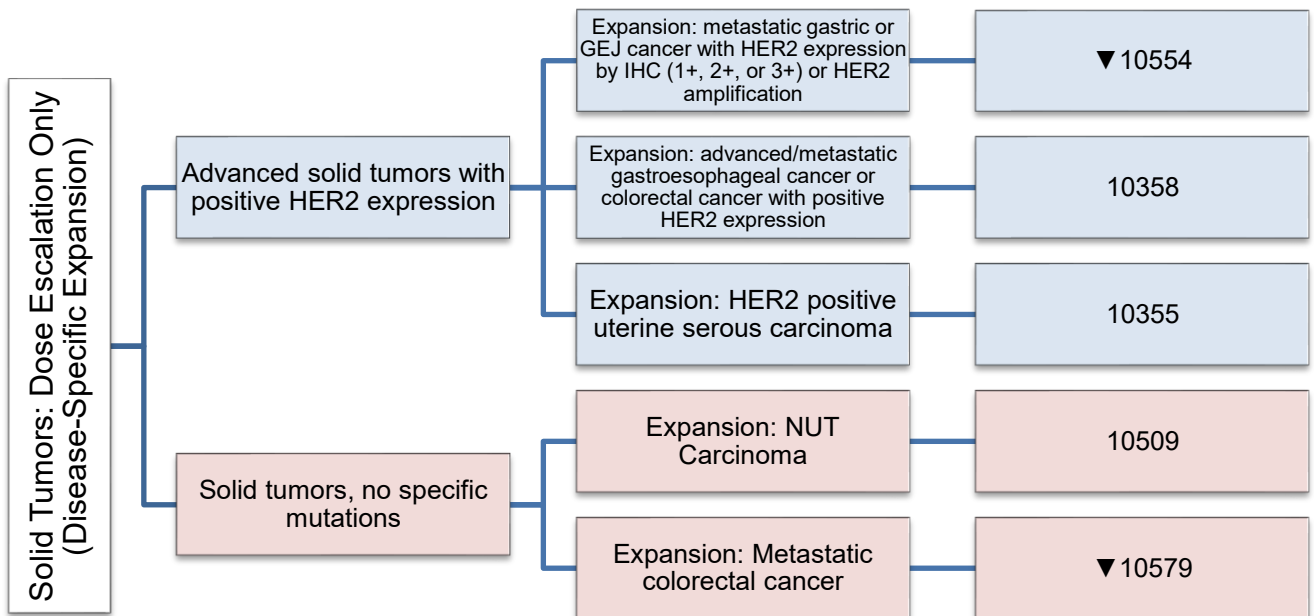 Solid Tumors: Dose Escalation Only
(Disease-Specific Expansion)
Advanced solid tumors with
positive HER2 expression
Expansion: metastatic gastric or
GEJ cancer with HER2 expression
by IHC (1+, 2+, or 3+) or HER2
amplification
▼10554
Expansion: advanced/metastatic
gastroesophageal cancer or
colorectal cancer with positive
HER2 expression
10358
Expansion: HER2 positive
uterine serous carcinoma
10355
Solid tumors, no specific
mutations
Expansion: NUT
Carcinoma
10509
Expansion: Metastatic
colorectal cancer
▼10579